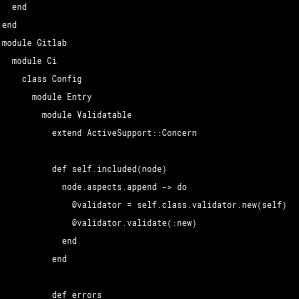 end
end
module Gitlab
module Ci
class Config
module Entry
module Validatable
extend ActiveSupport::Concern
def self.included(node)
node.aspects.append -> do
@validator = self.class.validator.new(self)
@validator.validate(:new)
end
end
def errors